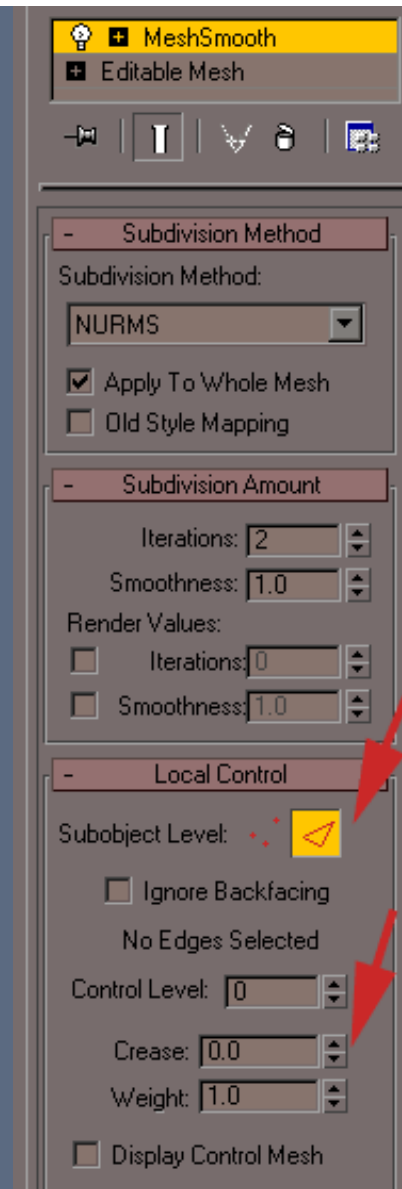 MeshSmooth
Editable Mesh
- Subdivision Method
Subdivision Method:
NURMS
Apply To Whole Mesh
Old Style Mapping
- Subdivision Amount
Iterations: 2
Smoothness: 1.0
Render Values:
Iterations: 0
Smoothness: 1.0
- Local Control
Subobject Level:
Ignore Backfacing
No Edges Selected
Control Level: 0
Crease: 0.0
Weight: 1.0
Display Control Mesh